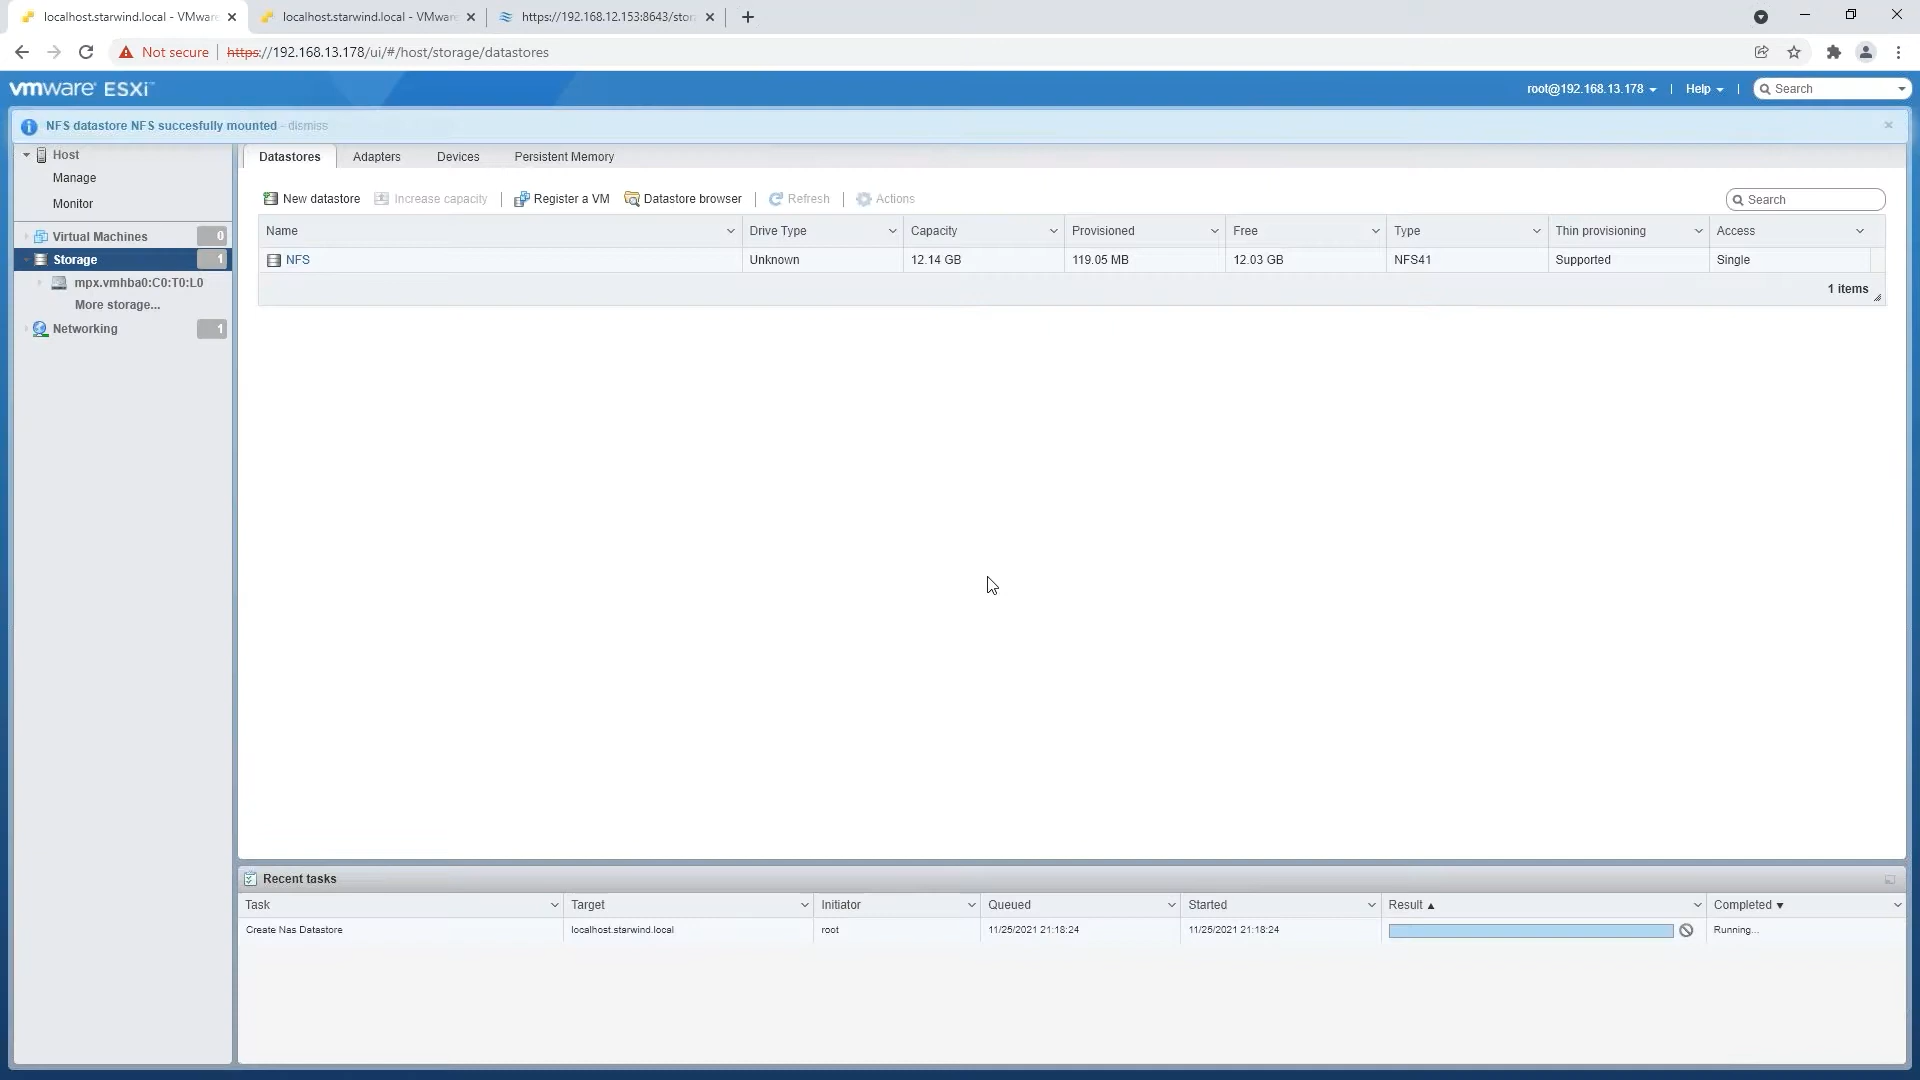 localhost.starwind.local - VMware
localhost.starwind.local - VMware
https://192.168.12.153:8643/stor
Not secure
https://192.168.13.178/ui/#/host/storage/datastores
vmware ESXi™
root@192.168.13.178 | Help | Search
NFS datastore NFS succesfully mounted - dismiss
Host
Manage
Monitor
Virtual Machines 0
Storage 1
mpx.vmhba0:C0:T0:L0
More storage...
Networking 1
Datastores Adapters Devices Persistent Memory
New datastore Increase capacity | Register a VM Datastore browser | Refresh | Actions Search
Name Drive Type Capacity Provisioned Free Type Thin provisioning Access
NFS Unknown 12.14 GB 119.05 MB 12.03 GB NFS41 Supported Single
1 items
Recent tasks
Task Target Initiator Queued Started Result ▲ Completed ▼
Create Nas Datastore localhost.starwind.local root 11/25/2021 21:18:24 11/25/2021 21:18:24 Running...